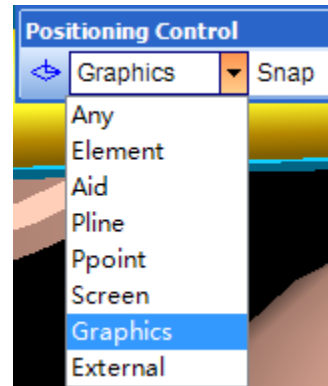 Positioning Control
Graphics Snap
Any
Element
Aid
Pline
Ppoint
Screen
Graphics
External